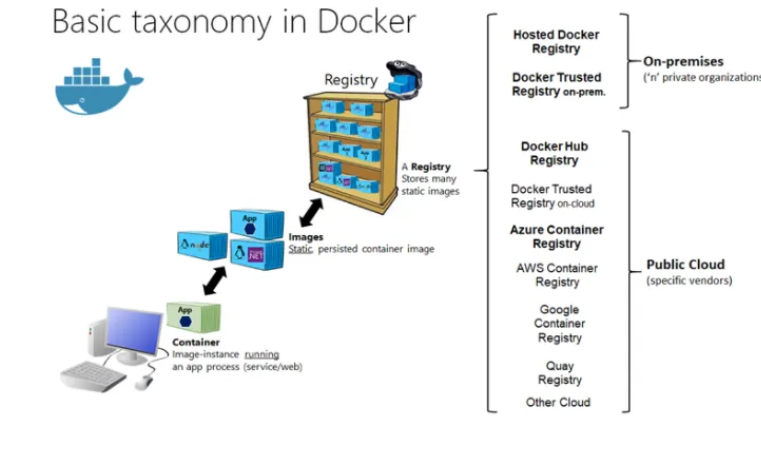 Basic taxonomy in Docker
Registry
A Registry
Stores many
static images
App
node
.NET
Images
Static, persisted container image
App
Container
Image-instance running
an app process (service/web)
Hosted Docker
Registry
Docker Trusted
Registry on-prem.
On-premises
('n' private organizations
Docker Hub
Registry
Docker Trusted
Registry on-cloud
Azure Container
Registry
AWS Container
Registry
Google
Container
Registry
Quay
Registry
Other Cloud
Public Cloud
(specific vendors)